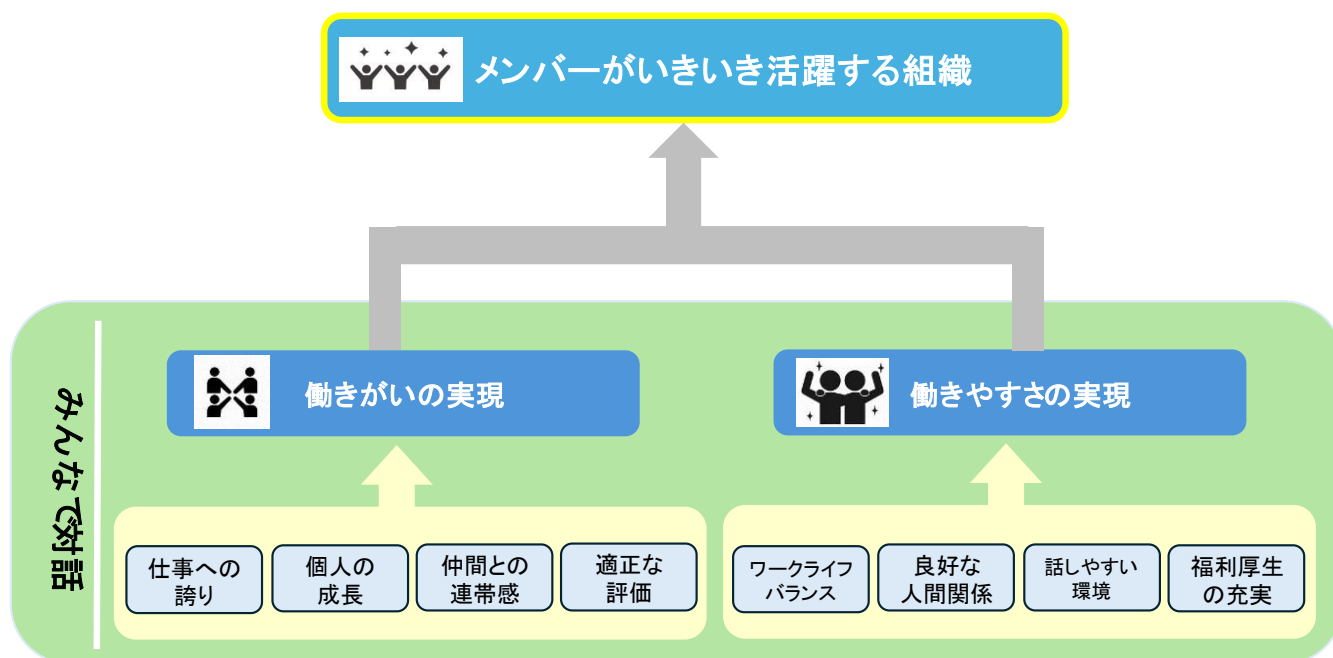 メンバーがいきいき活躍する組織
みんなで対話
働きがいの実現
働きやすさの実現
仕事への
誇り
個人の
成長
仲間との
連帯感
適正な
評価
ワークライフ
バランス
良好な
人間関係
話しやすい
環境
福利厚生
の充実